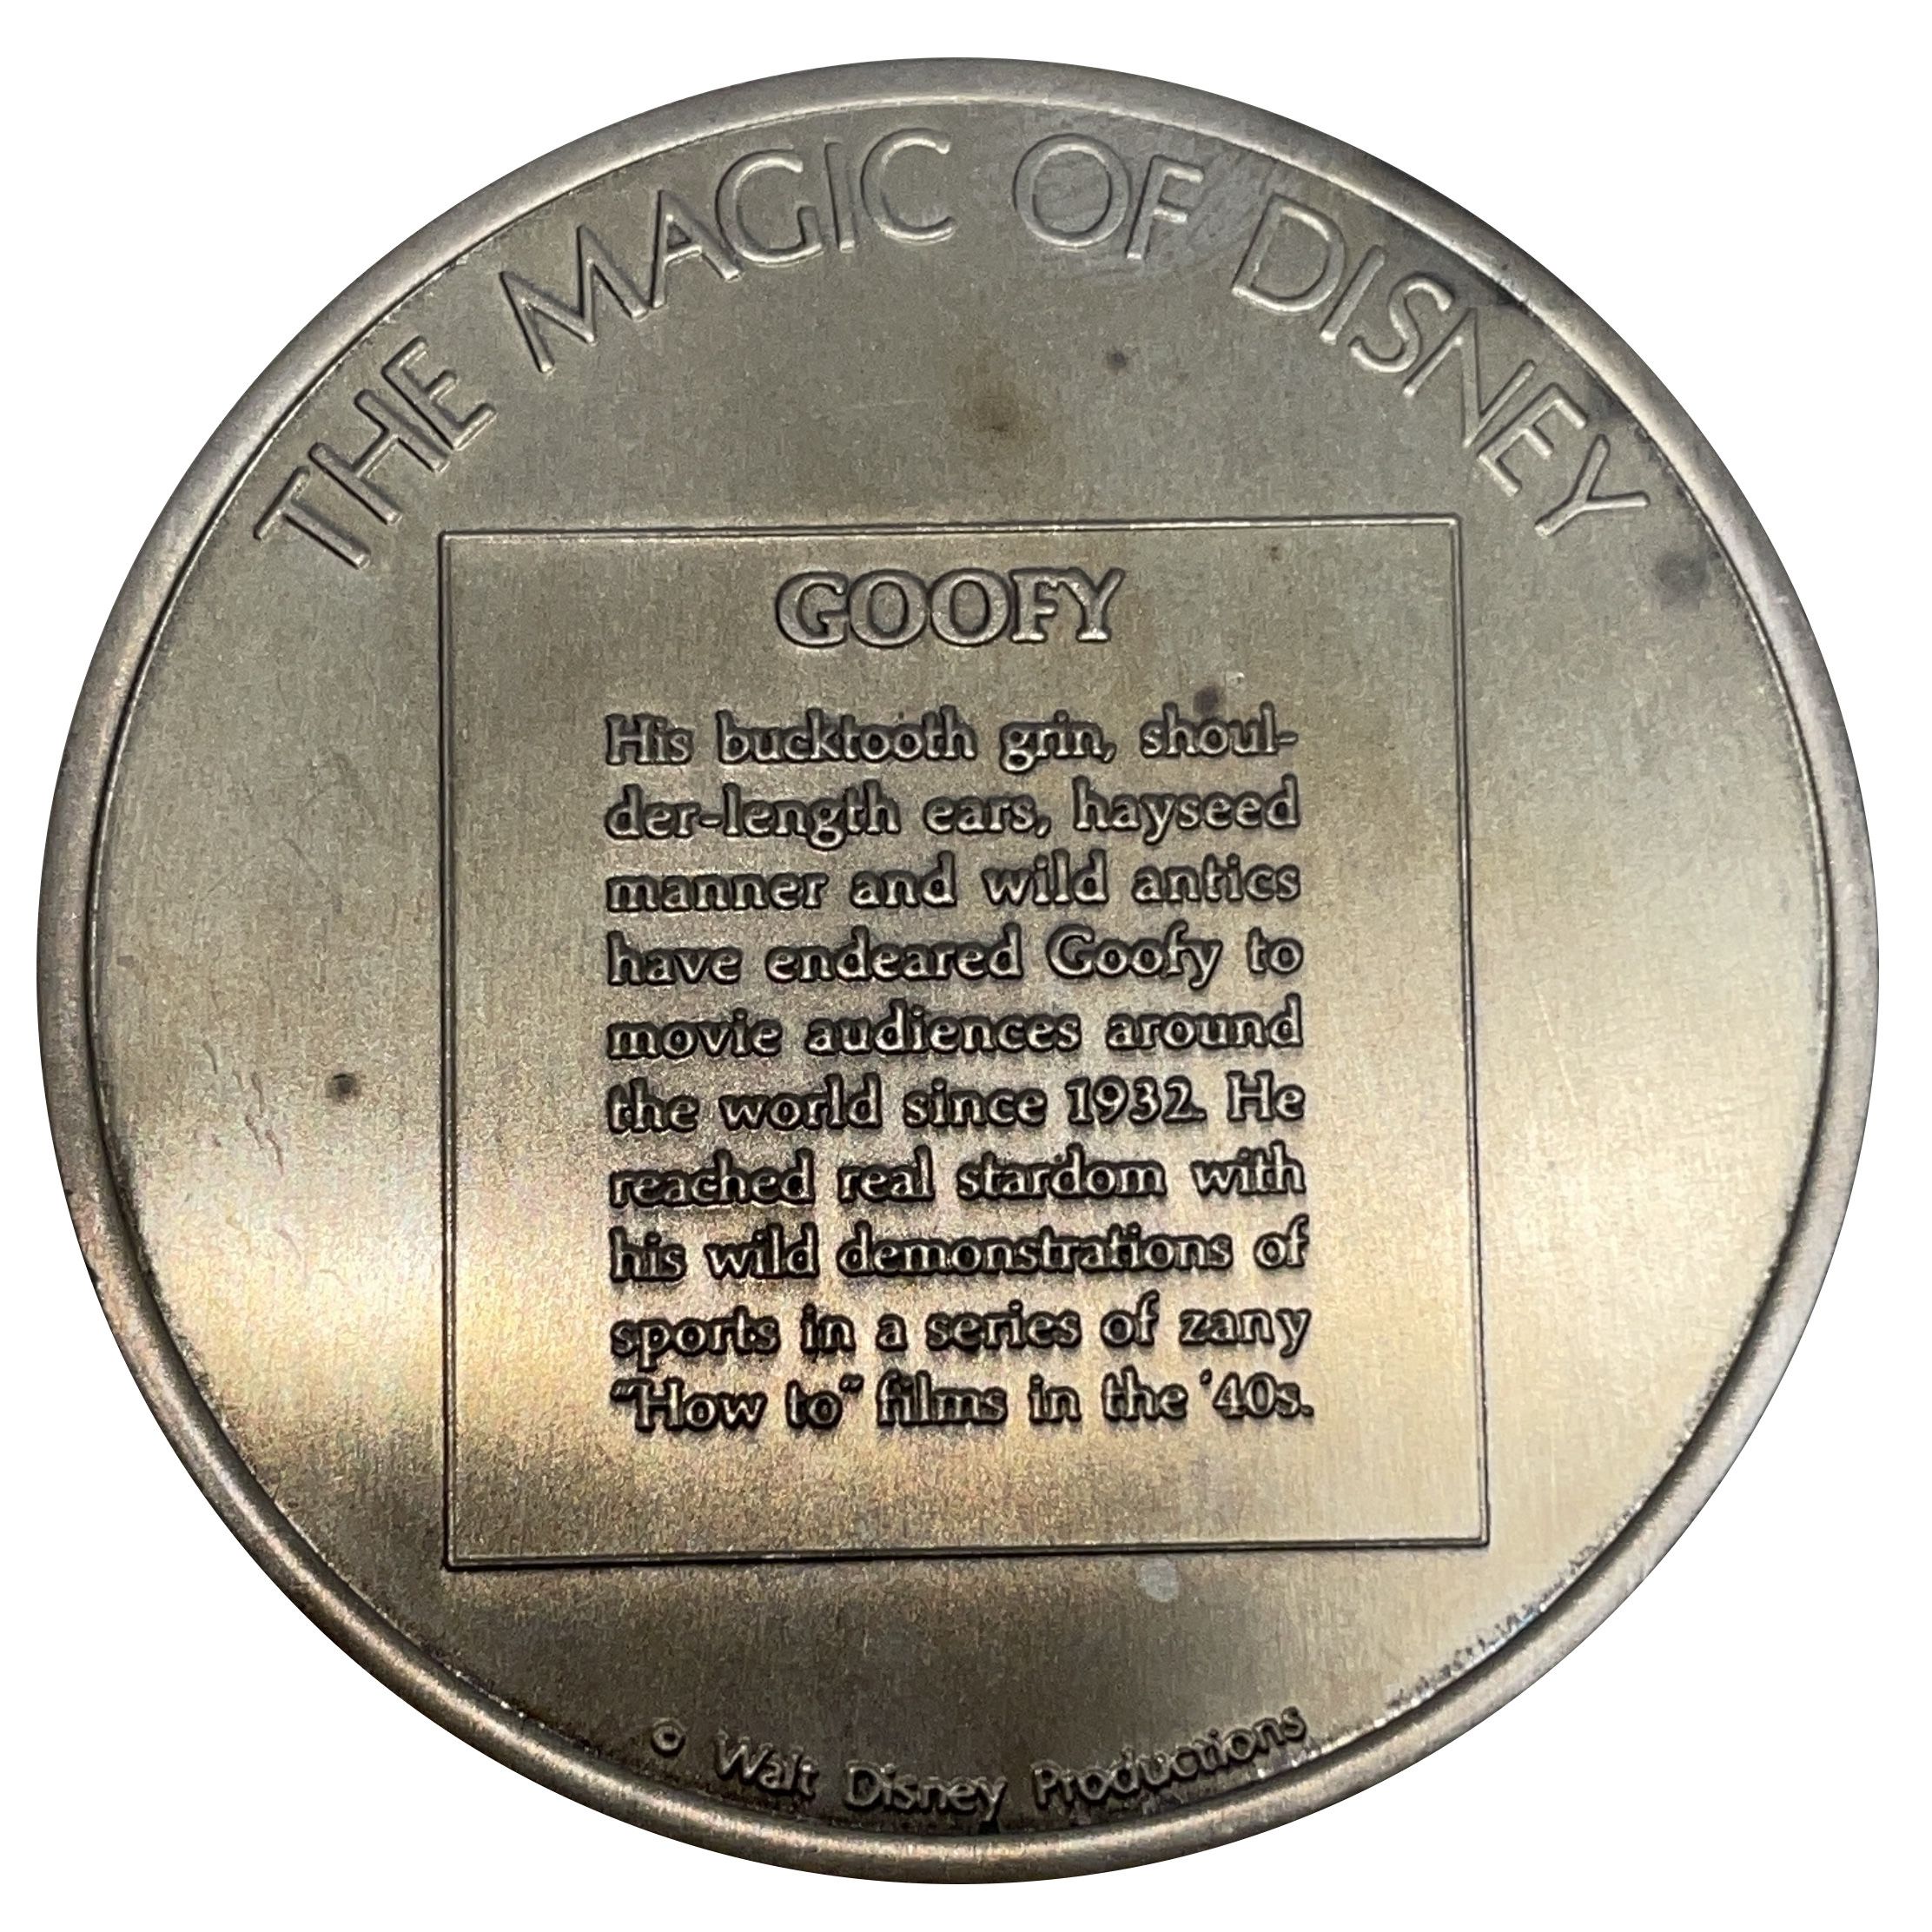 THE MAGIC OF DISNEY
GOOFY
His bucktooth grin, shoul-
der-length ears, hayseed
manner and wild antics
have endeared Goofy to
movie audiences around
the world since 1932. He
reached real stardom with
his wild demonstrations of
sports in a series of zany
“How to” films in the ‘40s.
© Walt Disney Productions